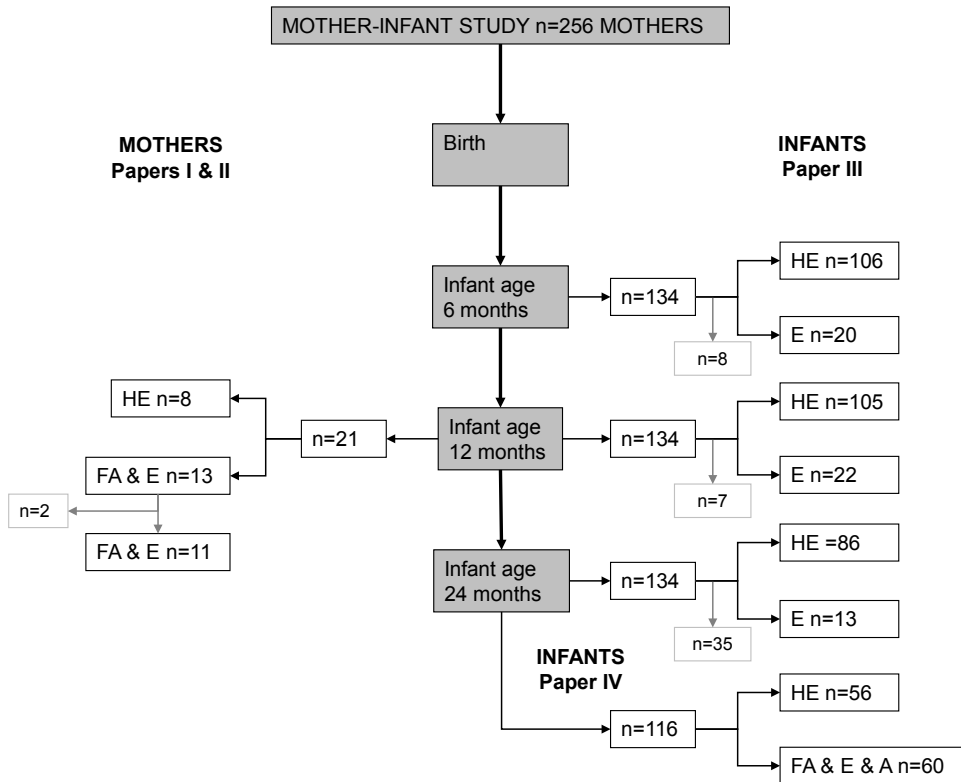 MOTHER-INFANT STUDY n=256 MOTHERS
MOTHERS
Papers I & II
Birth
INFANTS
Paper III
Infant age
6 months
n=134
HE n=106
E n=20
n=8
HE n=8
n=21
Infant age
12 months
n=134
HE n=105
E n=22
n=7
FA & E n=13
n=2
FA & E n=11
Infant age
24 months
n=134
HE =86
E n=13
n=35
INFANTS
Paper IV
n=116
HE n=56
FA & E & A n=60